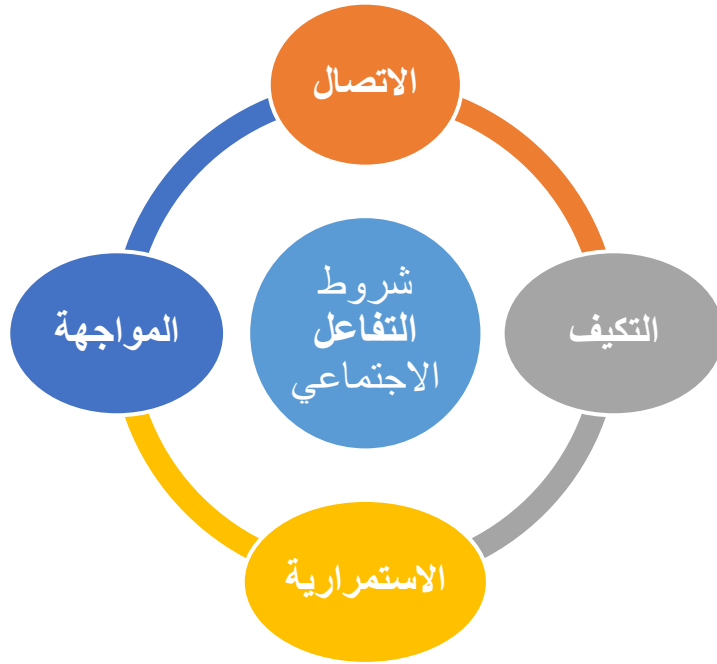 الاتصال
شروط
التفاعل
الاجتماعي
التكيف
المواجهة
الاستمرارية